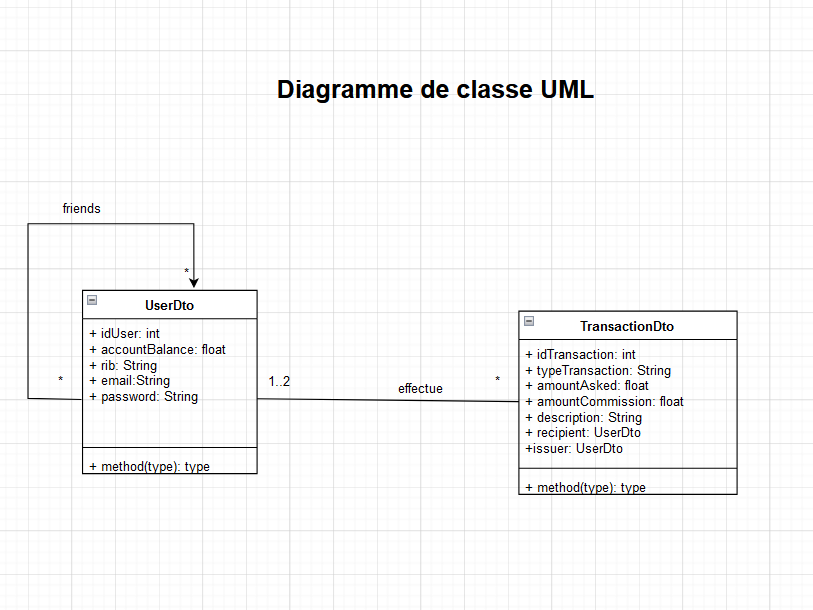 Diagramme de classe UML
friends
*
UserDto
+ idUser: int
+ accountBalance: float
+ rib: String
+ email:String
+ password: String
+ method(type): type
*
1..2
effectue
*
TransactionDto
+ idTransaction: int
+ typeTransaction: String
+ amountAsked: float
+ amountCommission: float
+ description: String
+ recipient: UserDto
+issuer: UserDto
+ method(type): type